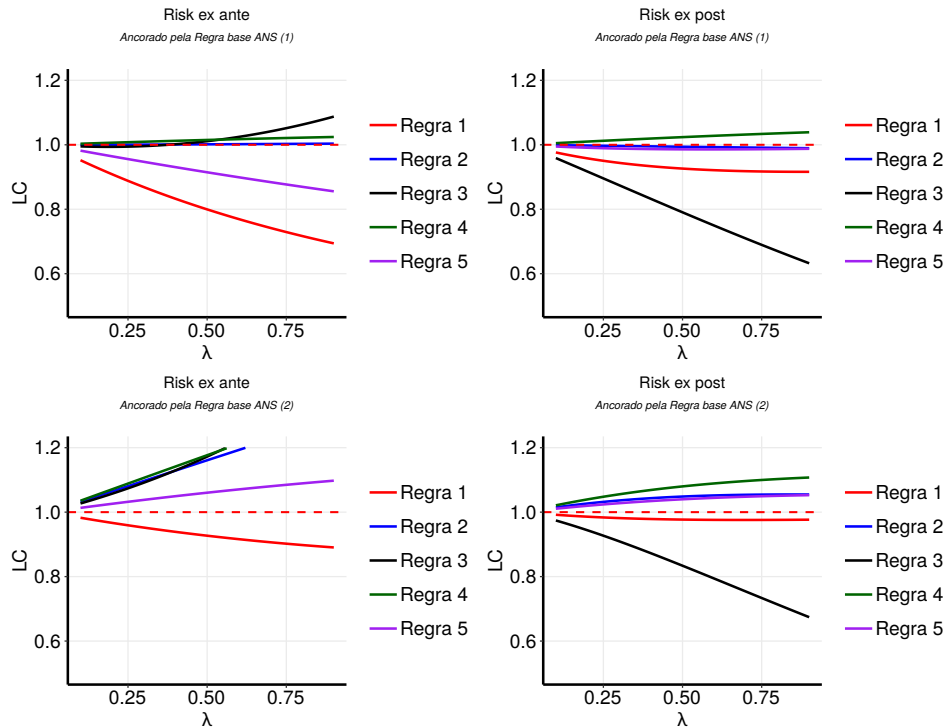 Risk ex ante
Ancorado pela Regra base ANS (1)
1.2
1.0
0.8
0.6
LC
0.25 0.50 0.75
λ
Regra 1
Regra 2
Regra 3
Regra 4
Regra 5
Risk ex post
Ancorado pela Regra base ANS (1)
1.2
1.0
0.8
0.6
LC
0.25 0.50 0.75
λ
Regra 1
Regra 2
Regra 3
Regra 4
Regra 5
Risk ex ante
Ancorado pela Regra base ANS (2)
1.2
1.0
0.8
0.6
LC
0.25 0.50 0.75
λ
Regra 1
Regra 2
Regra 3
Regra 4
Regra 5
Risk ex post
Ancorado pela Regra base ANS (2)
1.2
1.0
0.8
0.6
LC
0.25 0.50 0.75
λ
Regra 1
Regra 2
Regra 3
Regra 4
Regra 5